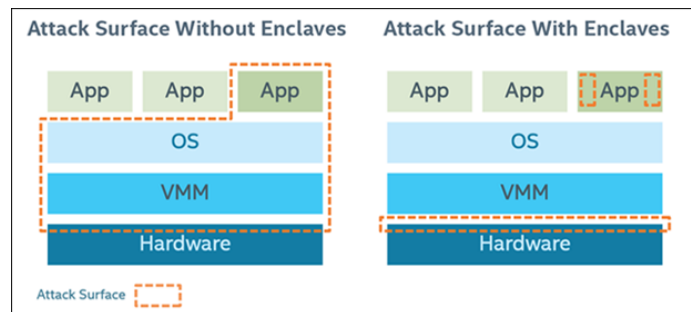 Attack Surface Without Enclaves
App App App
OS
VMM
Hardware
Attack Surface
Attack Surface With Enclaves
App App App
OS
VMM
Hardware